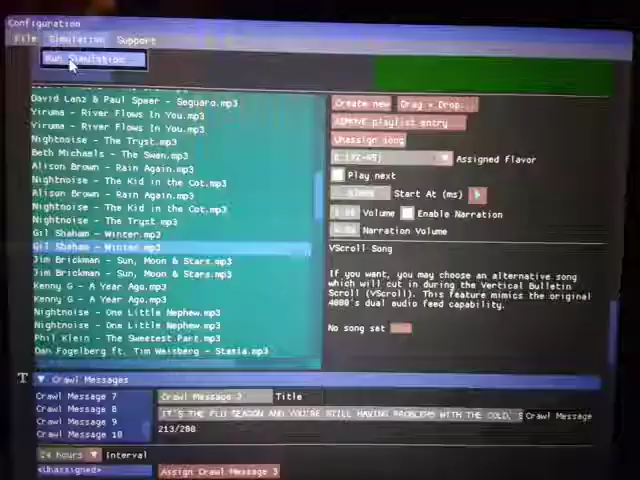 Configuration
File Simulation Support
Run Simulation...
David Lanz & Paul Speer - Seguaro.mp3
Yiruma - River Flows In You.mp3
Yiruma - River Flows In You.mp3
Nightnoise - The Tryst.mp3
Beth Michaels - The Swan.mp3
Alison Brown - Rain Again.mp3
Nightnoise - The Kid in the Cot.mp3
Alison Brown - Rain Again.mp3
Nightnoise - The Kid in the Cot.mp3
Nightnoise - The Tryst.mp3
Gil Shaham - Winter.mp3
Gil Shaham - Winter.mp3
Jim Brickman - Sun, Moon & Stars.mp3
Jim Brickman - Sun, Moon & Stars.mp3
Kenny G - A Year Ago.mp3
Kenny G - A Year Ago.mp3
Nightnoise - One Little Nephew.mp3
Nightnoise - One Little Nephew.mp3
Phil Klein - The Sweetest Part.mp3
Dan Fogelberg ft. Tim Weisberg - Stasia.mp3
Create new Drag + Drop...
REMOVE playlist entry
Unassign song
Assigned flavor
Play next
Start At (ms)
Volume Enable Narration
Narration Volume
VScroll Song
If you want, you may choose an alternative song
which will cut in during the Vertical Bulletin
Scroll (VScroll). This feature mimics the original
4000's dual audio feed capability.
No song set
T
Crawl Messages
Crawl Message 7
Crawl Message 8
Crawl Message 9
Crawl Message 10
Title
IT'S THE FLU SEASON AND YOU'RE STILL HAVING PROBLEMS WITH THE COLD, S Crawl Message
24 hours Interval
<Unassigned> Assign Crawl Message 3